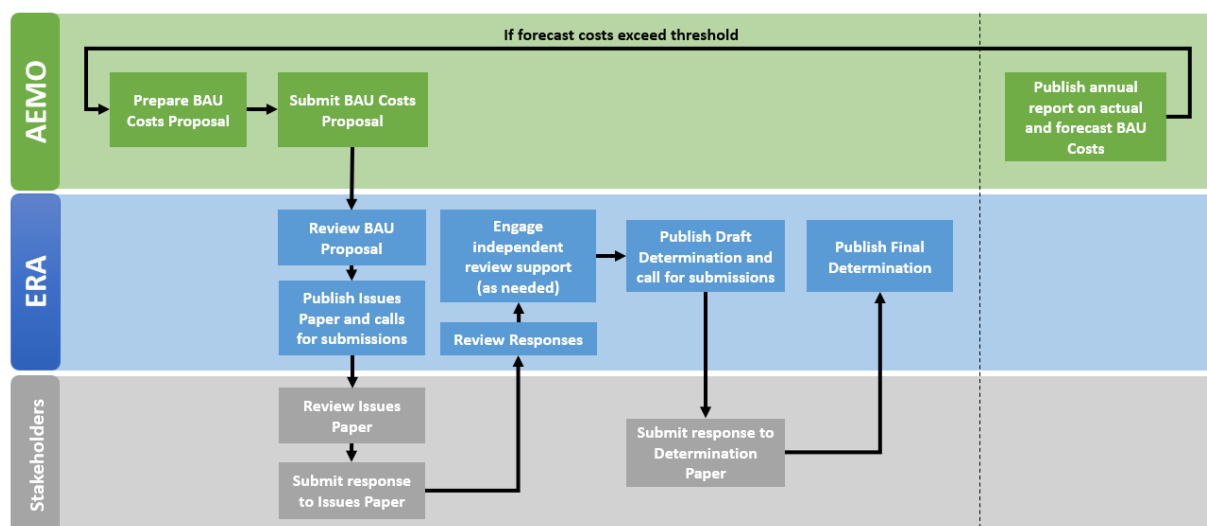 AEMO
If forecast costs exceed threshold
Prepare BAU
Costs Proposal
Submit BAU Costs
Proposal
Publish annual
report on actual
and forecast BAU
Costs
ERA
Review BAU
Proposal
Publish Issues
Paper and calls
for submissions
Engage
independent
review support
(as needed)
Review Responses
Publish Draft
Determination and
call for submissions
Publish Final
Determination
Stakeholders
Review Issues
Paper
Submit response
to Issues Paper
Submit response to
Determination
Paper